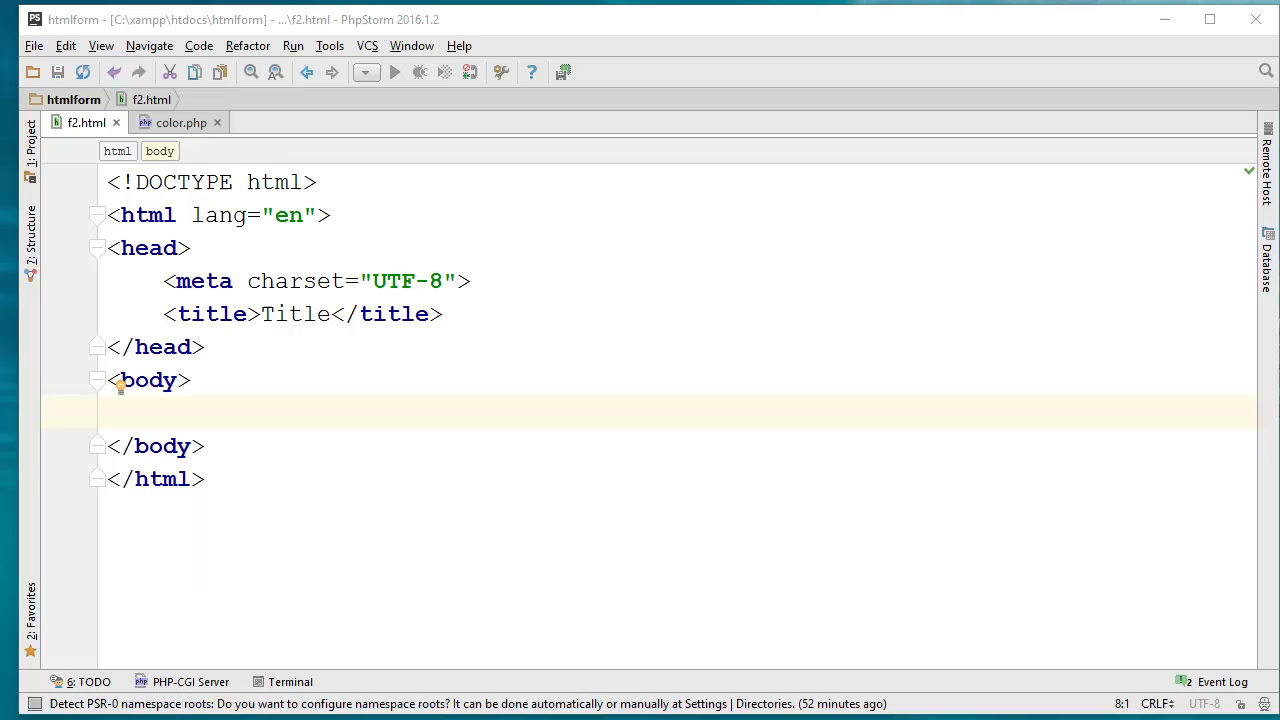 PS htmlform - [C:\xampp\htdocs\htmlform] - ...\f2.html - PhpStorm 2016.1.2
File Edit View Navigate Code Refactor Run Tools VCS Window Help
htmlform f2.html
f2.html color.php
html body
<!DOCTYPE html>
<html lang="en">
<head>
    <meta charset="UTF-8">
    <title>Title</title>
</head>
<body>
</body>
</html>
1: Project
7: Structure
2: Favorites
Remote Host
Database
6: TODO PHP-CGI Server Terminal 2 Event Log
Detect PSR-0 namespace roots: Do you want to configure namespace roots? It can be done automatically or manually at Settings | Directories. (52 minutes ago) 8:1 CRLF UTF-8